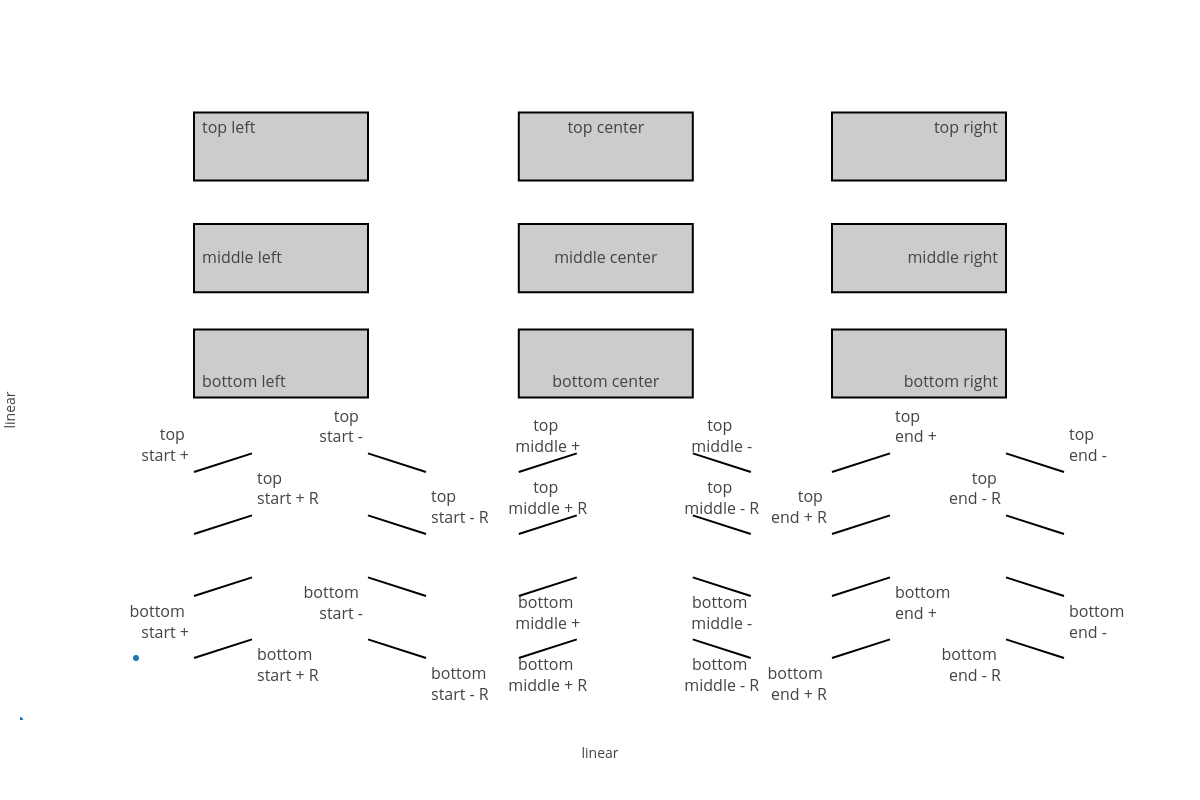 top left
top center
top right
middle left
middle center
middle right
bottom left
bottom center
bottom right
linear
top
start +
top
start -
top
middle +
top
middle -
top
end +
top
end -
top
start + R
top
start - R
top
middle + R
top
middle - R
top
end + R
top
end - R
bottom
start +
bottom
start -
bottom
middle +
bottom
middle -
bottom
end +
bottom
end -
bottom
start + R
bottom
start - R
bottom
middle + R
bottom
middle - R
bottom
end + R
bottom
end - R
linear